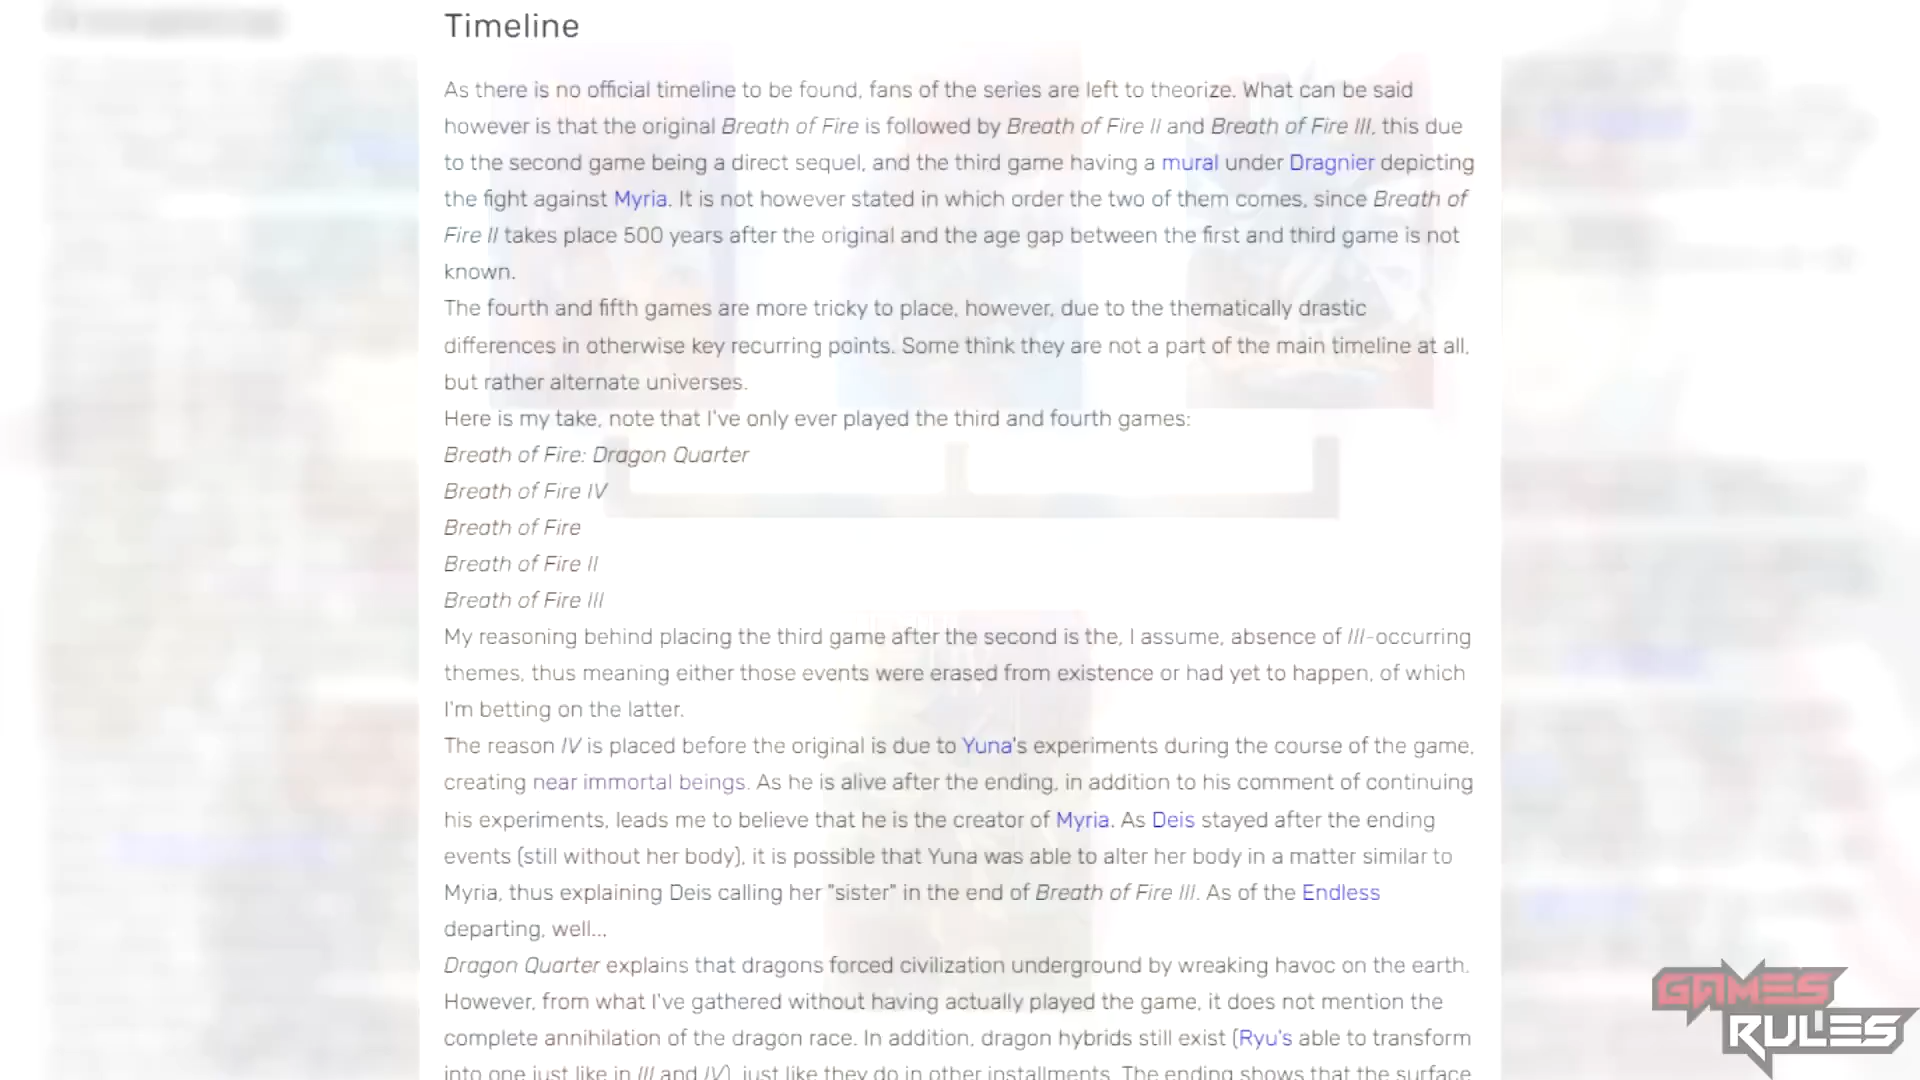 Timeline
As there is no official timeline to be found, fans of the series are left to theorize. What can be said
however is that the original Breath of Fire is followed by Breath of Fire II and Breath of Fire III, this due
to the second game being a direct sequel, and the third game having a mural under Dragnier depicting
the fight against Myria. It is not however stated in which order the two of them comes, since Breath of
Fire II takes place 500 years after the original and the age gap between the first and third game is not
known.
The fourth and fifth games are more tricky to place, however, due to the thematically drastic
differences in otherwise key recurring points. Some think they are not a part of the main timeline at all,
but rather alternate universes.
Here is my take, note that I've only ever played the third and fourth games:
Breath of Fire: Dragon Quarter
Breath of Fire IV
Breath of Fire
Breath of Fire II
Breath of Fire III
My reasoning behind placing the third game after the second is the, I assume, absence of III-occurring
themes, thus meaning either those events were erased from existence or had yet to happen, of which
I'm betting on the latter.
The reason IV is placed before the original is due to Yuna's experiments during the course of the game,
creating near immortal beings. As he is alive after the ending, in addition to his comment of continuing
his experiments, leads me to believe that he is the creator of Myria. As Deis stayed after the ending
events (still without her body), it is possible that Yuna was able to alter her body in a matter similar to
Myria, thus explaining Deis calling her "sister" in the end of Breath of Fire III. As of the Endless
departing, well...
Dragon Quarter explains that dragons forced civilization underground by wreaking havoc on the earth.
However, from what I've gathered without having actually played the game, it does not mention the
complete annihilation of the dragon race. In addition, dragon hybrids still exist (Ryu's able to transform
into one just like in III and IV), just like they do in other installments. The ending shows that the surface
GAMES
RULES